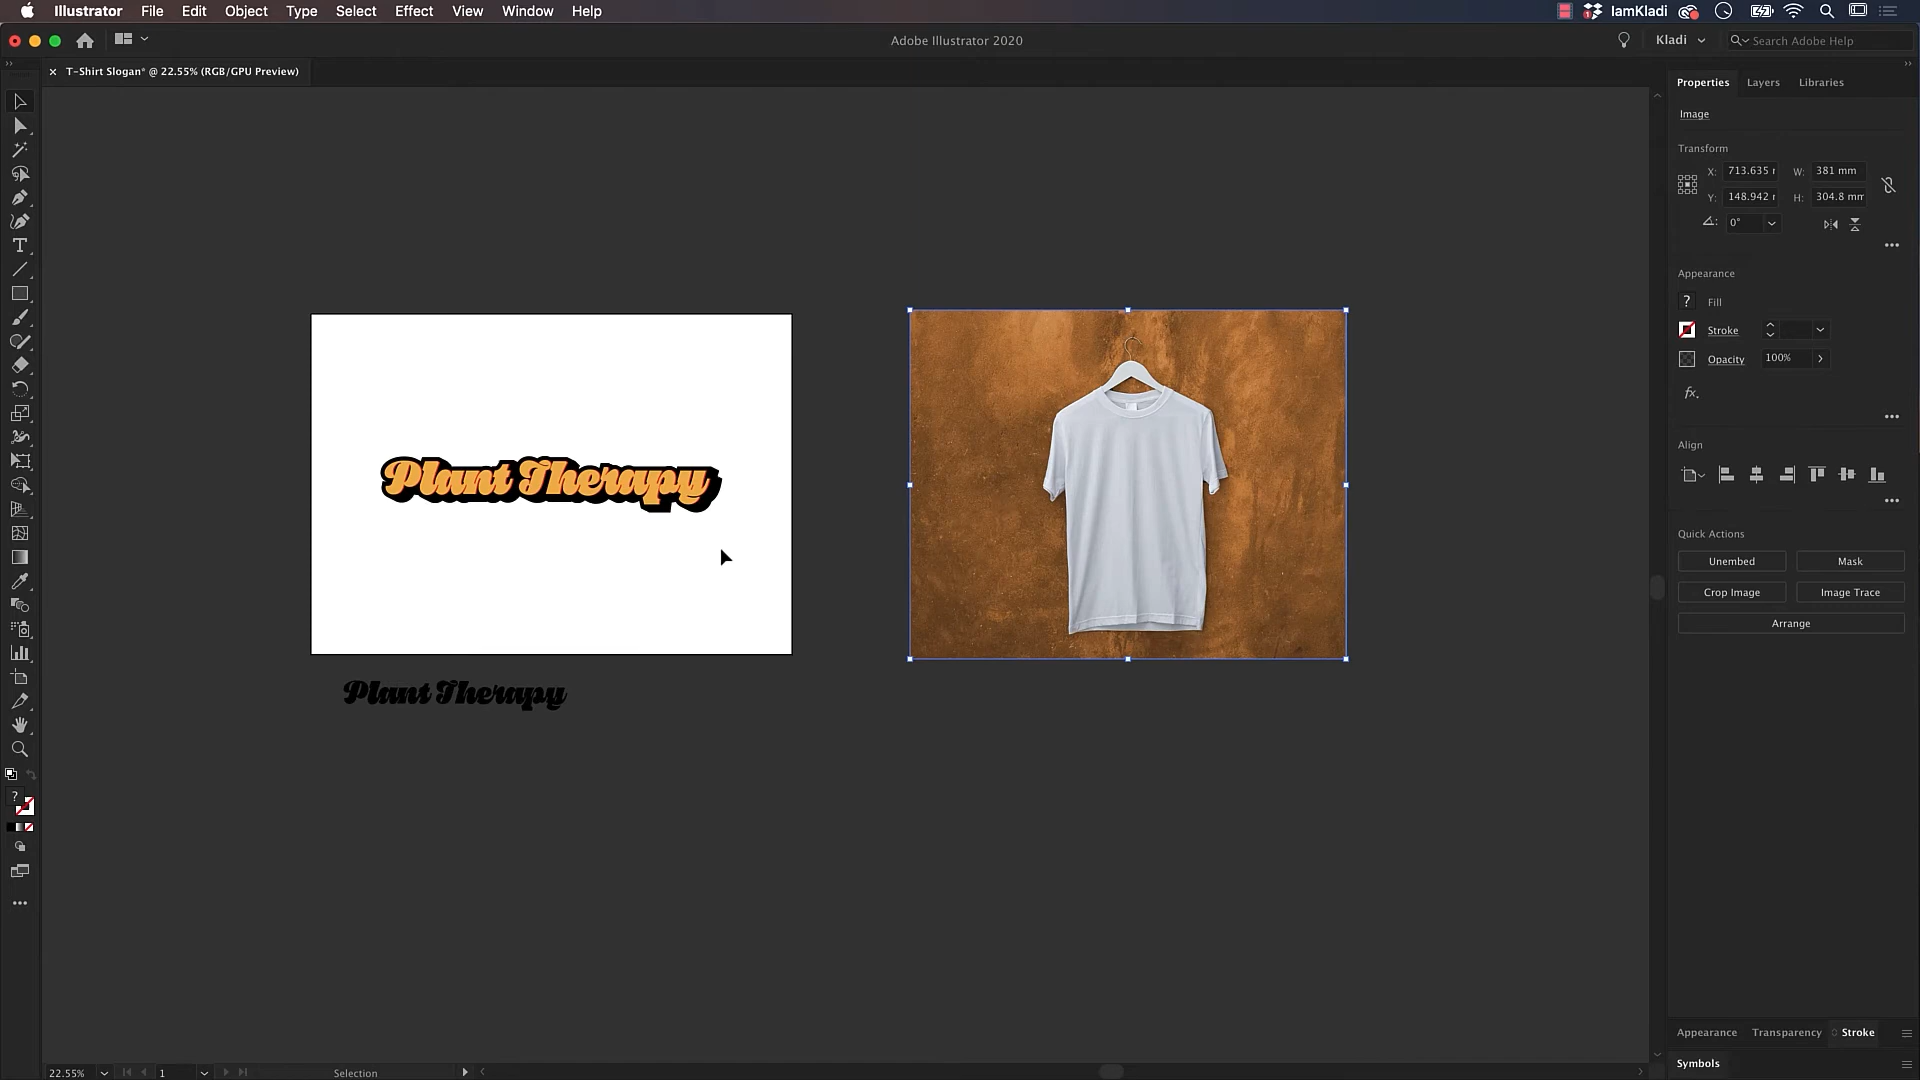 Illustrator File Edit Object Type Select Effect View Window Help
IamKladi
Adobe Illustrator 2020
Kladi
Search Adobe Help
T-Shirt Slogan* @ 22.55% (RGB/GPU Preview)
Properties Layers Libraries
Image
Transform
X: 713.635 W: 381 mm
Y: 148.942 H: 304.8 mm
0°
Appearance
? Fill
Stroke
Opacity 100%
fx.
Align
Plant Therapy
Quick Actions
Unembed Mask
Crop Image Image Trace
Arrange
Plant Therapy
?
Appearance Transparency Stroke
Symbols
22.55% 1 Selection